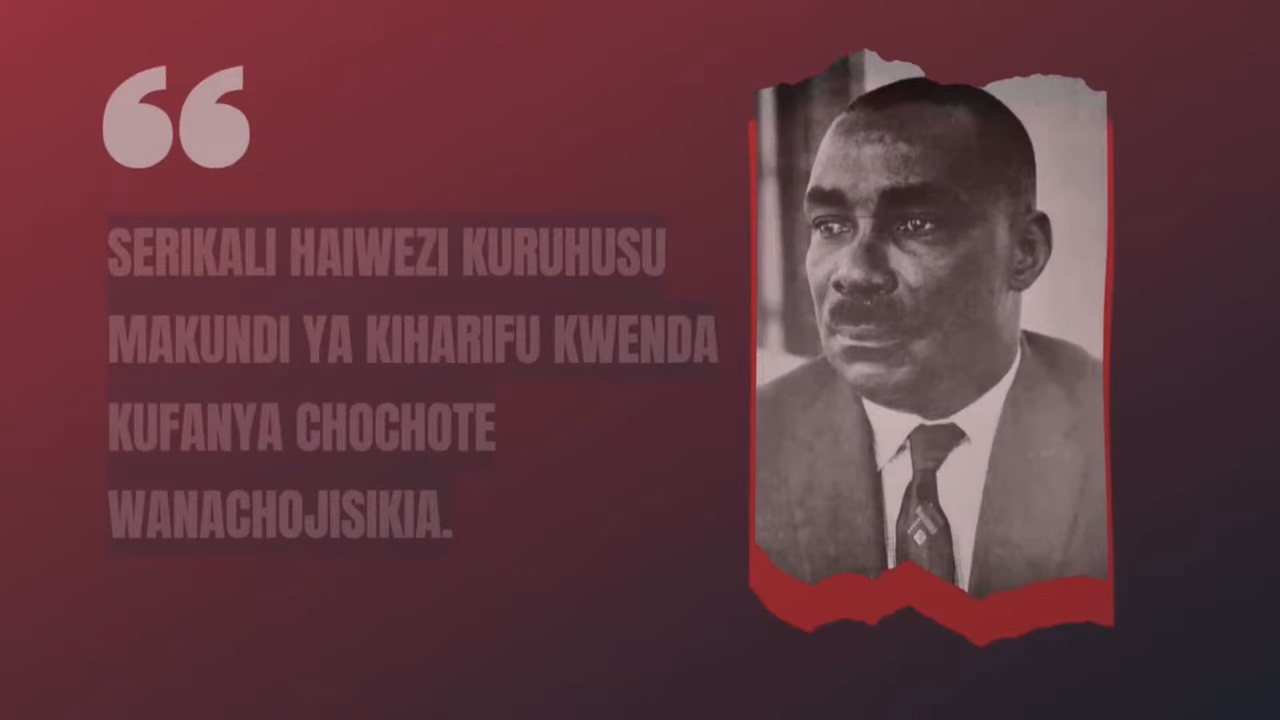 SERIKALI HAIWEZI KURUHUSU
MAKUNDI YA KIHARIFU KWENDA
KUFANYA CHOCHOTE
WANACHOJISIKIA.